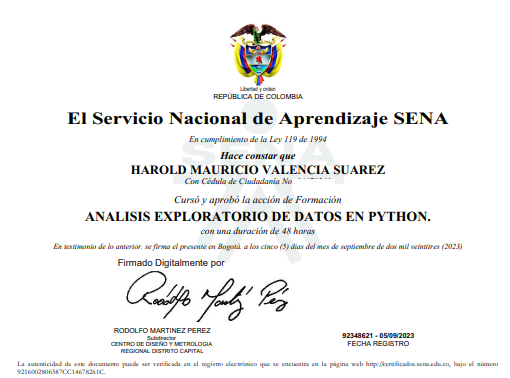 Libertad y orden
REPÚBLICA DE COLOMBIA
El Servicio Nacional de Aprendizaje SENA
En cumplimiento de la Ley 119 de 1994
Hace constar que
HAROLD MAURICIO VALENCIA SUAREZ
Con Cédula de Ciudadania No
Cursó y aprobó la acción de Formación
ANALISIS EXPLORATORIO DE DATOS EN PYTHON.
con una duración de 48 horas
En testimonio de lo anterior. se firma el presente en Bogotá. a los cinco (5) dias del mes de septiembre de dos mil veintitres (2023)
Firmado Digitalmente por
RODOLFO MARTINEZ PEREZ
Subdirector
CENTRO DE DISEÑO Y METROLOGIA
REGIONAL DISTRITO CAPITAL
92348621 - 05/09/2023
FECHA REGISTRO
La autenticidad de este documento puede ser verificada en el registro electrónico que se encuentra en la página web http://certificados.sena.edu.co, bajo el número
9216002806587CC14678261C.
SENA